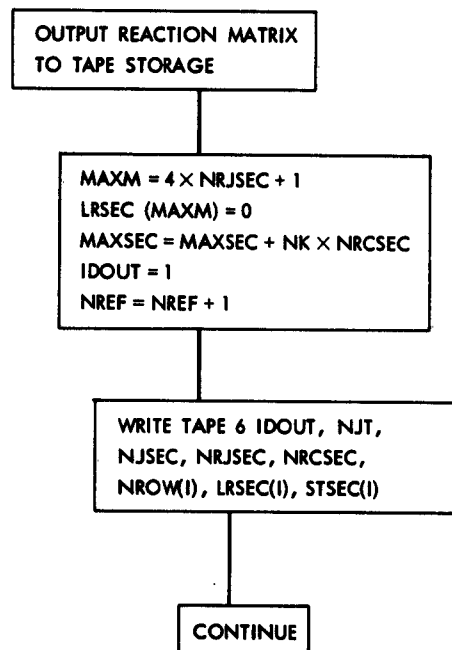 OUTPUT REACTION MATRIX
TO TAPE STORAGE
MAXM = 4 × NRJSEC + 1
LRSEC (MAXM) = 0
MAXSEC = MAXSEC + NK × NRCSEC
IDOUT = 1
NREF = NREF + 1
WRITE TAPE 6 IDOUT, NJT,
NJSEC, NRJSEC, NRCSEC,
NROW(I), LRSEC(I), STSEC(I)
CONTINUE